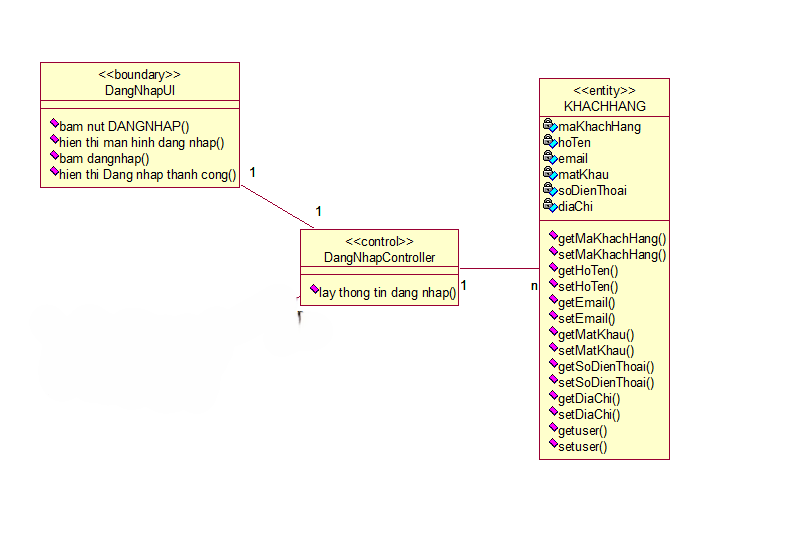 <<boundary>>
DangNhapUI
bam nut DANGNHAP()
hien thi man hinh dang nhap()
bam dangnhap()
hien thi Dang nhap thanh cong()
1
1
<<control>>
DangNhapController
lay thong tin dang nhap()
1
n
<<entity>>
KHACHHANG
maKhachHang
hoTen
email
matKhau
soDienThoai
diaChi
getMaKhachHang()
setMaKhachHang()
getHoTen()
setHoTen()
getEmail()
setEmail()
getMatKhau()
setMatKhau()
getSoDienThoai()
setSoDienThoai()
getDiaChi()
setDiaChi()
getuser()
setuser()